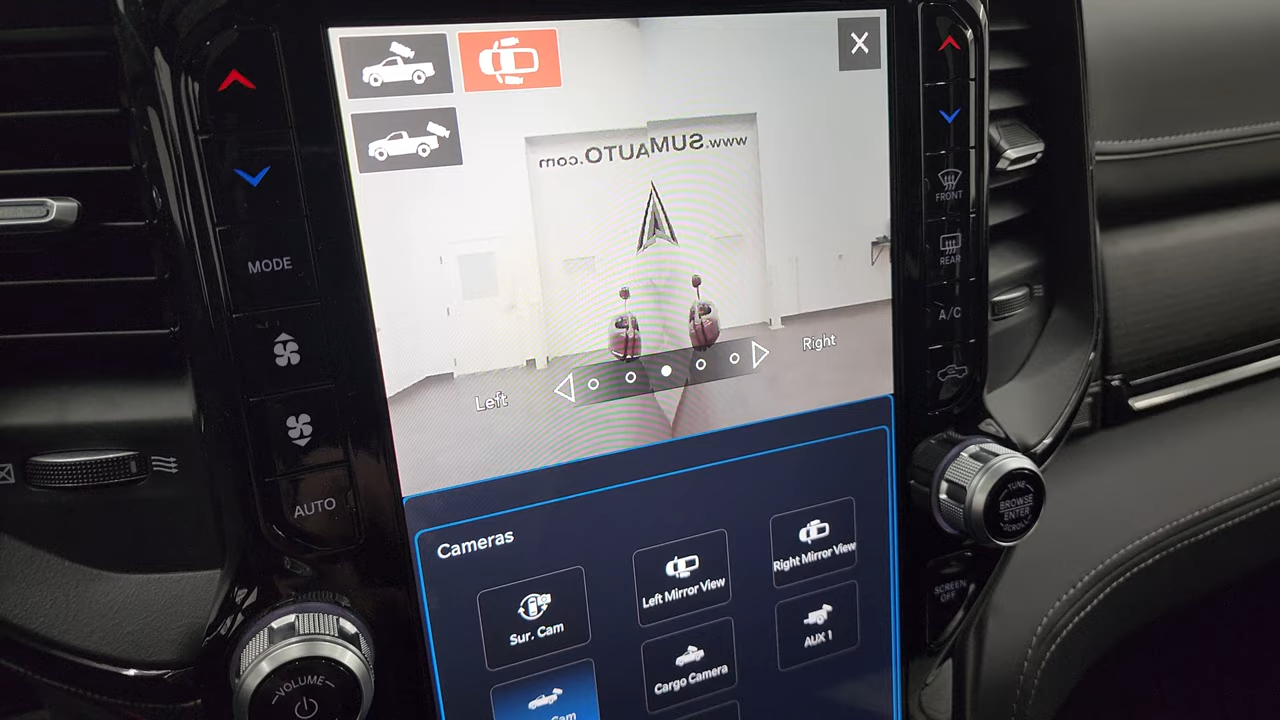 www.SUMAUTO.com
MODE
AUTO
VOLUME
Left
Right
FRONT
REAR
A/C
TUNE
BROWSE
ENTER
SCROLL
SCREEN
OFF
Cameras
Sur. Cam
Left Mirror View
Right Mirror View
Cargo Camera
AUX 1
Cam